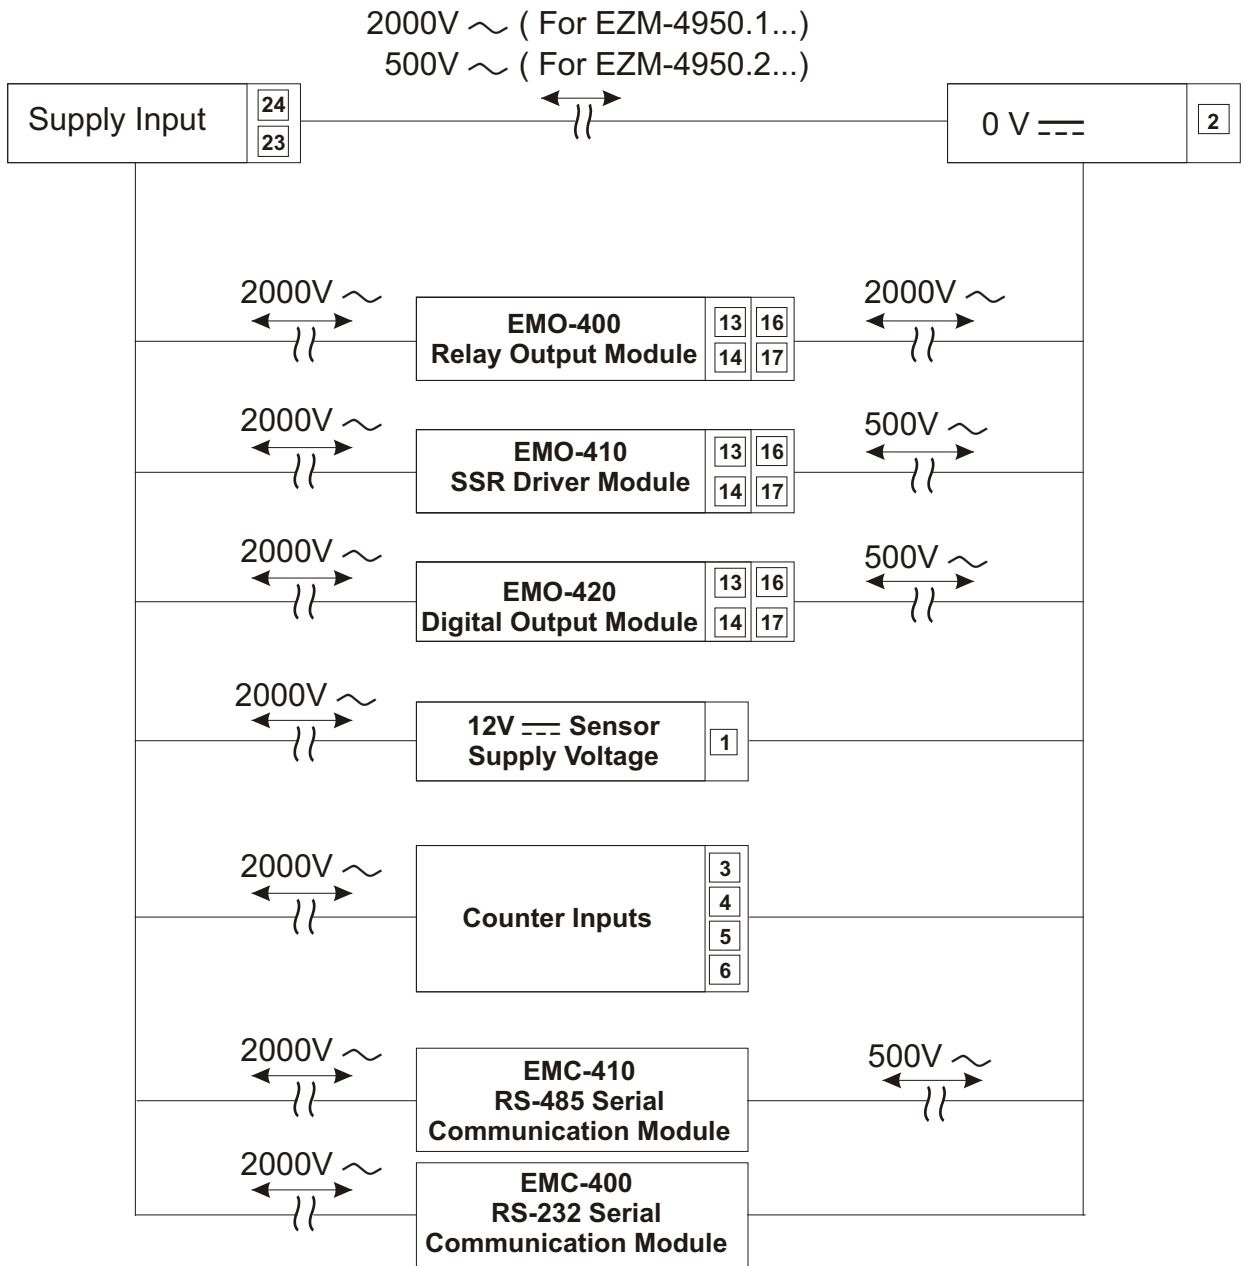 2000V ~ ( For EZM-4950.1...)
500V ~ ( For EZM-4950.2...)
Supply Input
24
23
0 V
2
2000V ~
2000V ~
EMO-400
Relay Output Module
13 16
14 17
2000V ~
500V ~
EMO-410
SSR Driver Module
13 16
14 17
2000V ~
500V ~
EMO-420
Digital Output Module
13 16
14 17
2000V ~
12V Sensor
Supply Voltage
1
2000V ~
Counter Inputs
3
4
5
6
2000V ~
500V ~
EMC-410
RS-485 Serial
Communication Module
2000V ~
EMC-400
RS-232 Serial
Communication Module